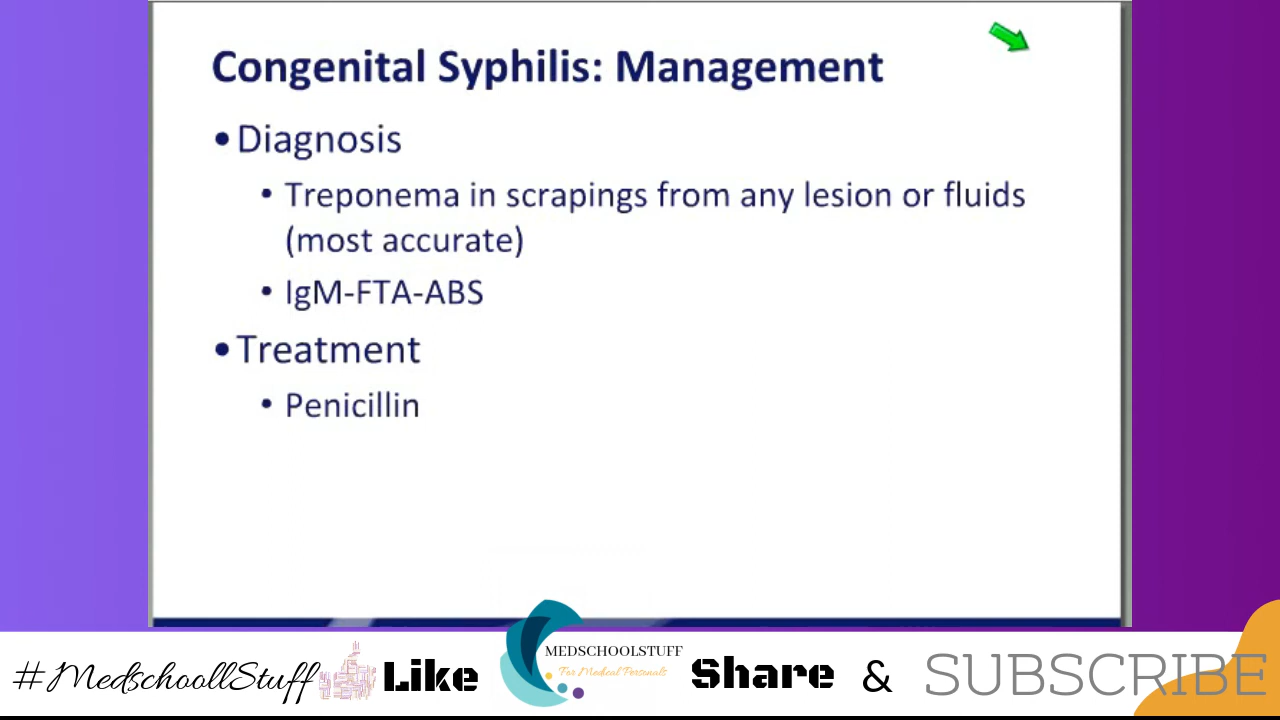 Congenital Syphilis: Management
•Diagnosis
• Treponema in scrapings from any lesion or fluids
(most accurate)
• IgM-FTA-ABS
•Treatment
• Penicillin
#MedschoollStuff Like MEDSCHOOLSTUFF Share & SUBSCRIBE
For Medical Personals